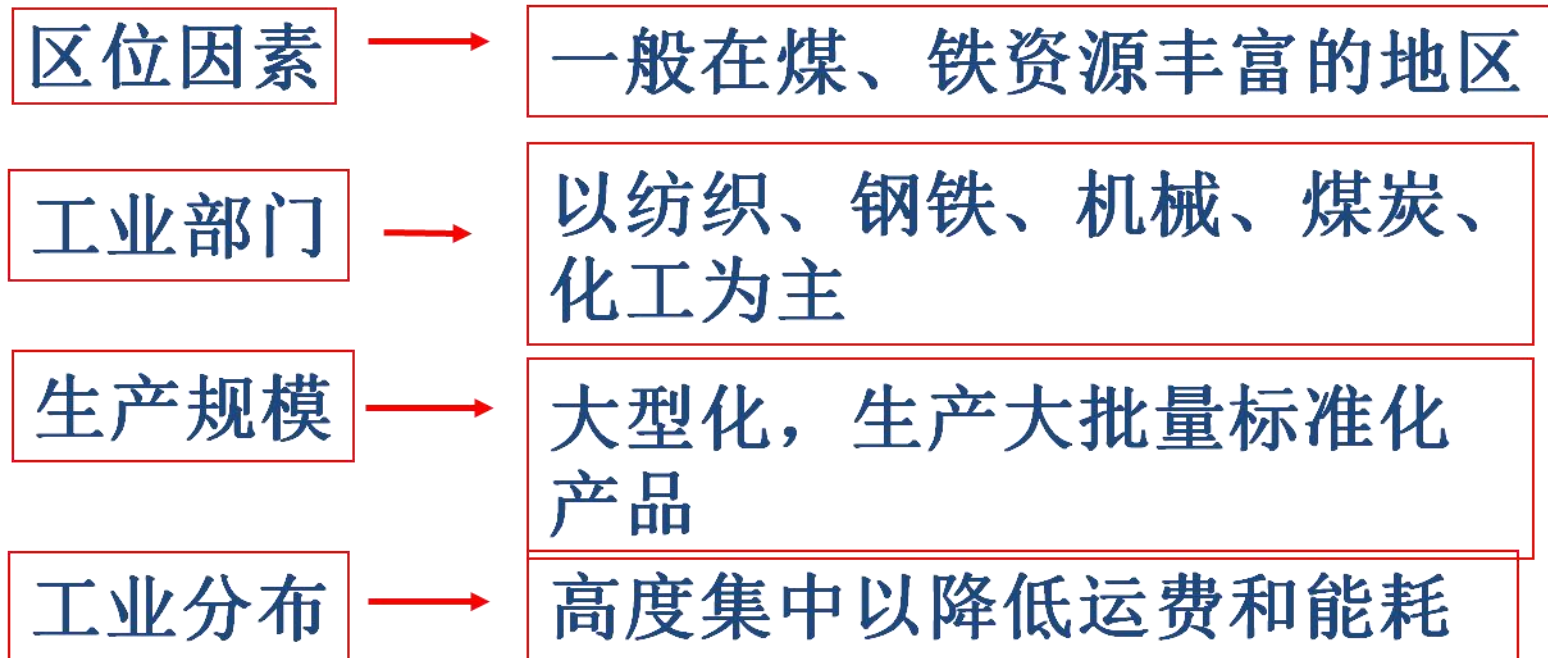 区位因素
一般在煤、铁资源丰富的地区
工业部门
以纺织、钢铁、机械、煤炭、
化工为主
生产规模
大型化，生产大批量标准化
产品
工业分布
高度集中以降低运费和能耗